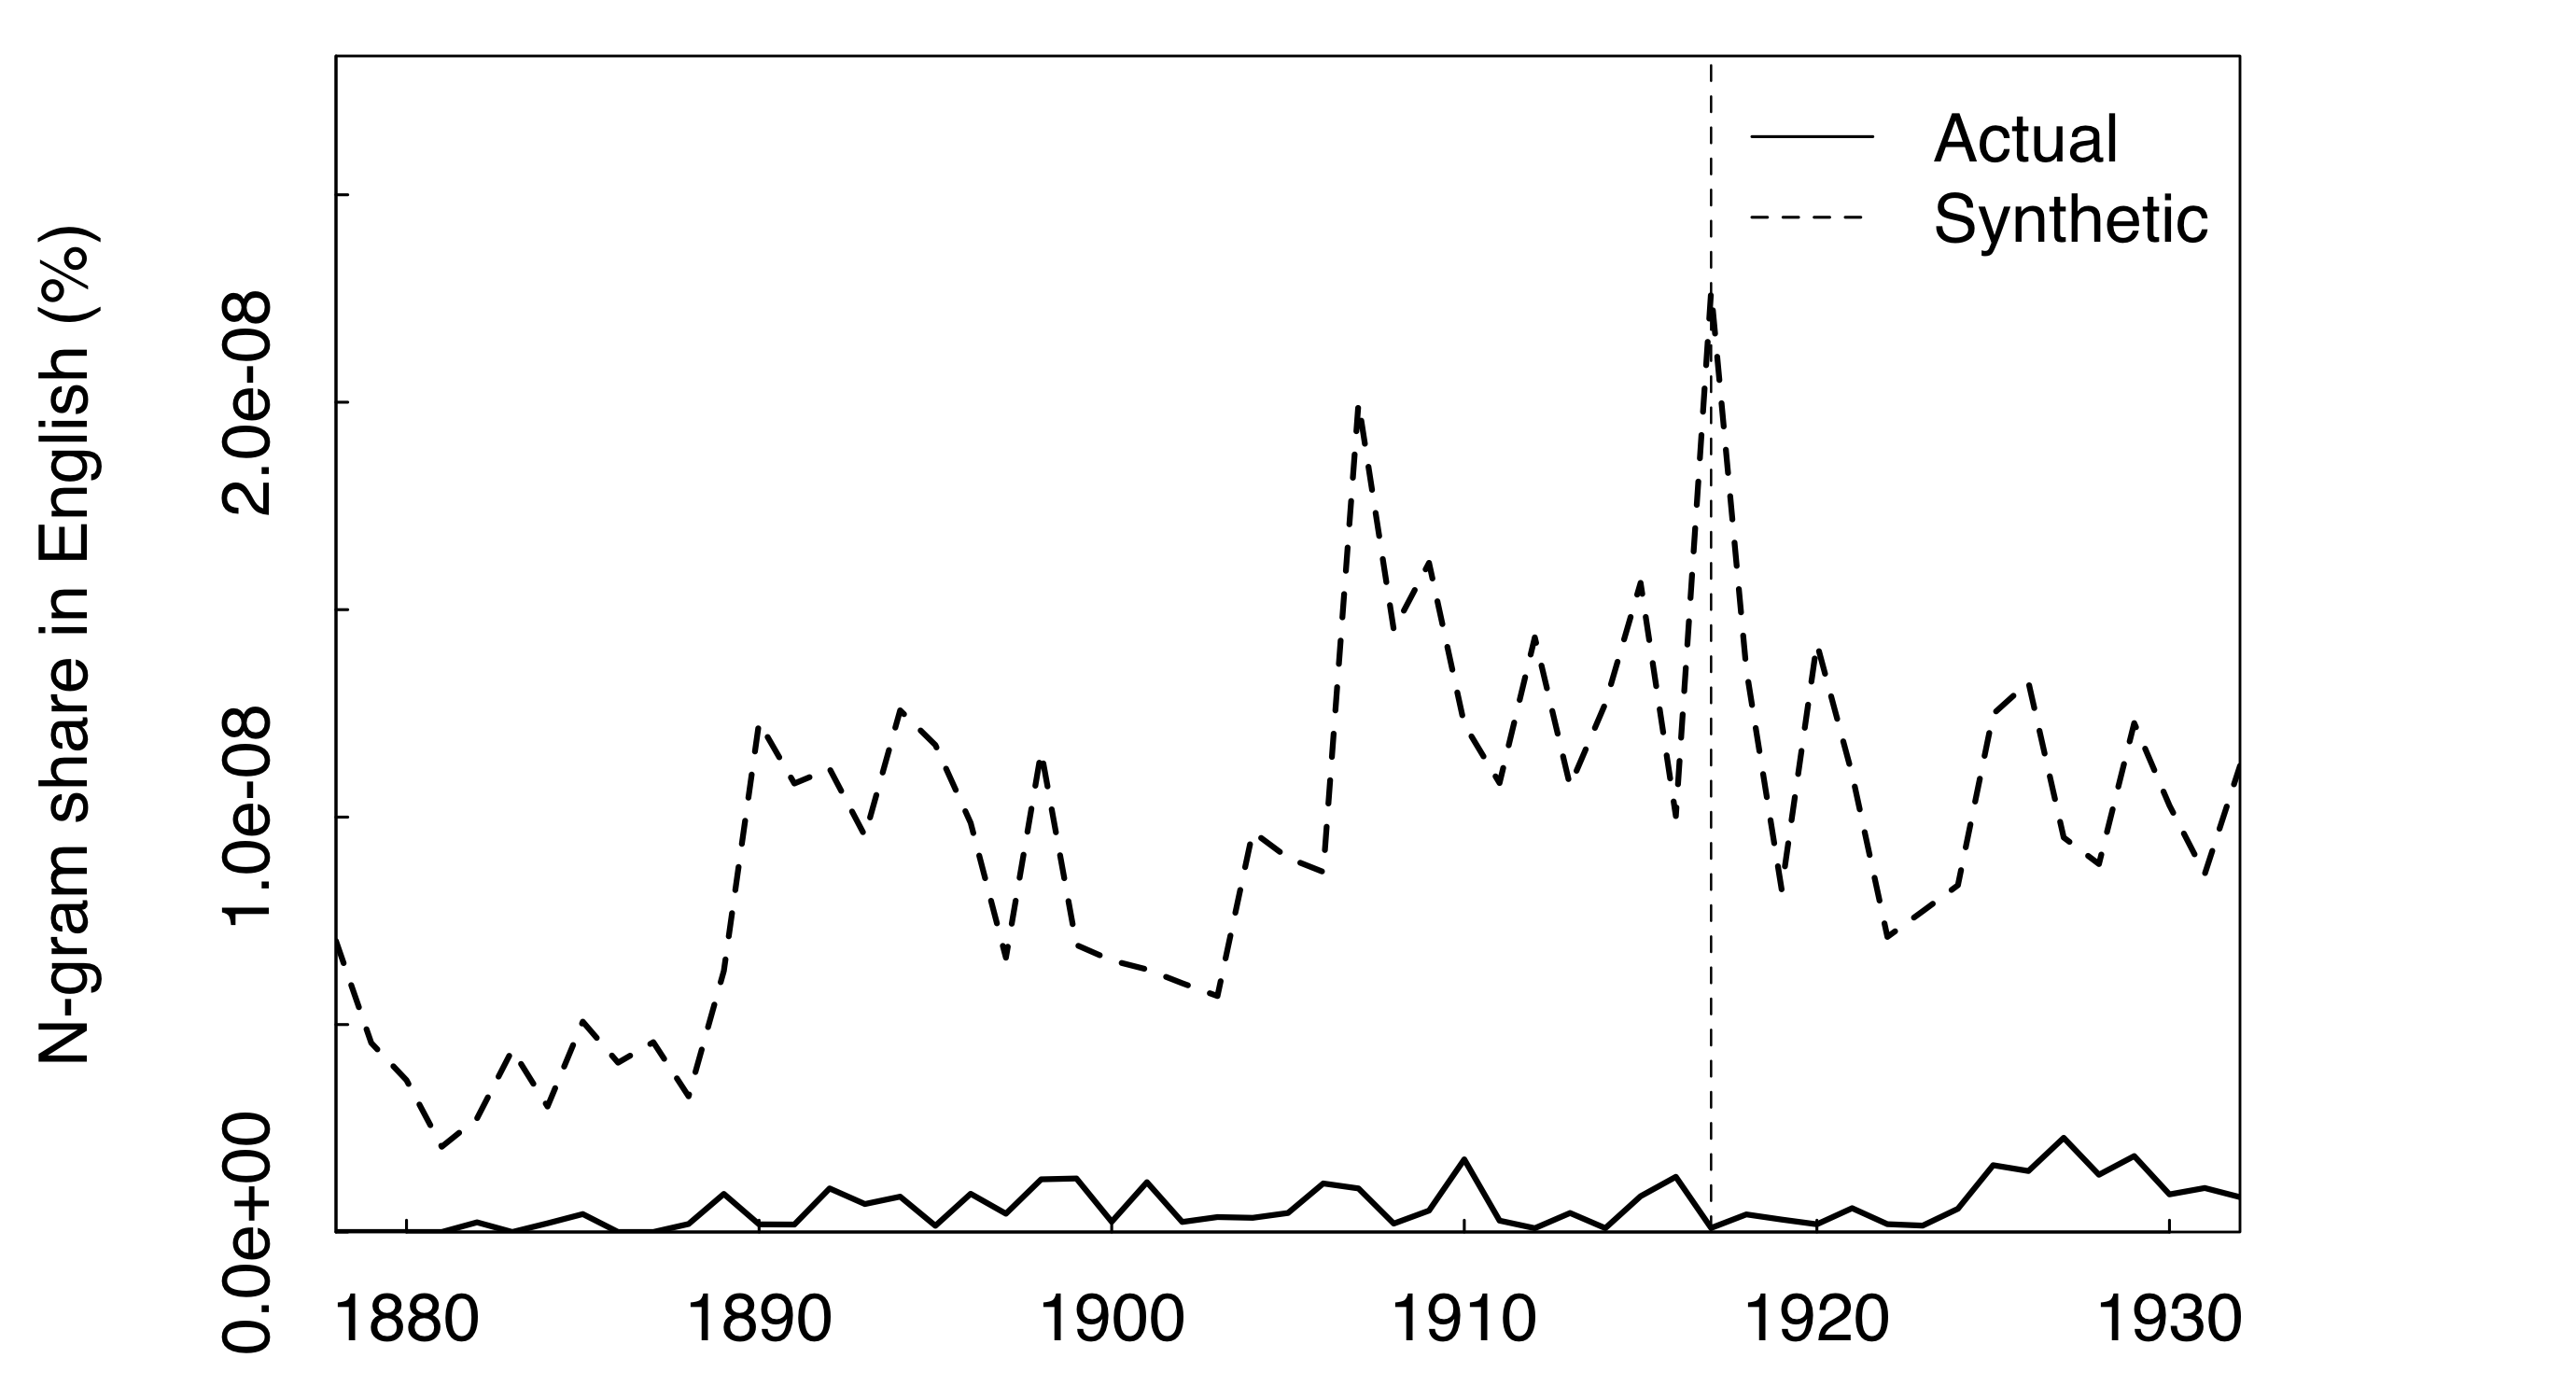 Actual
Synthetic
N-gram share in English (%)
2.0e-08
1.0e-08
0.0e+00
1880 1890 1900 1910 1920 1930